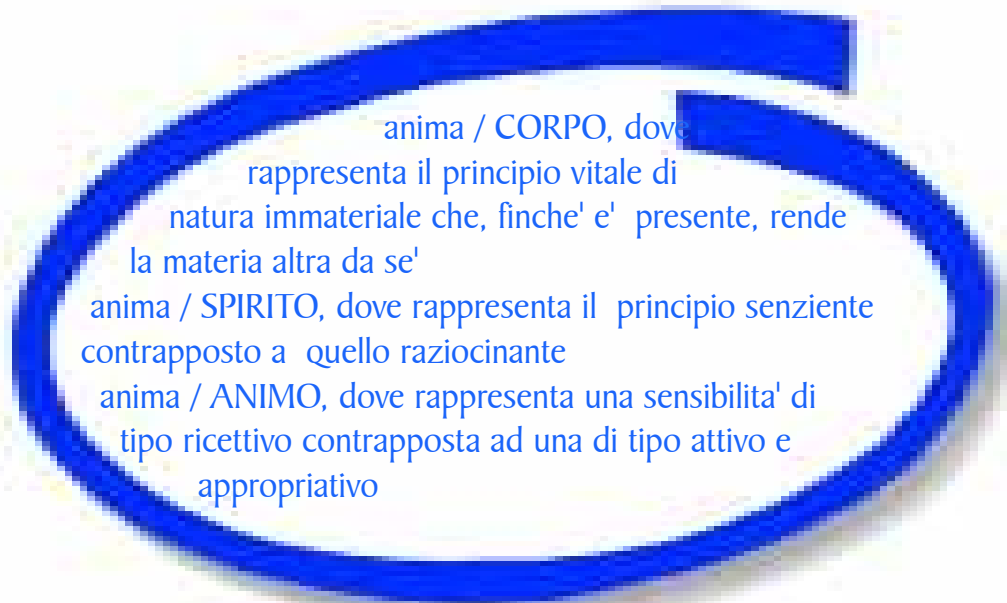 anima / CORPO, dove
rappresenta il principio vitale di
natura immateriale che, finche' e' presente, rende
la materia altra da se'
anima / SPIRITO, dove rappresenta il principio senziente
contrapposto a quello raziocinante
anima / ANIMO, dove rappresenta una sensibilita' di
tipo ricettivo contrapposta ad una di tipo attivo e
appropriativo